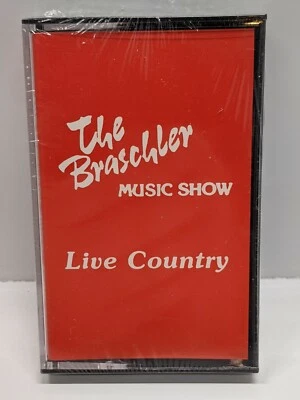 The
Braschler
MUSIC SHOW
Live Country